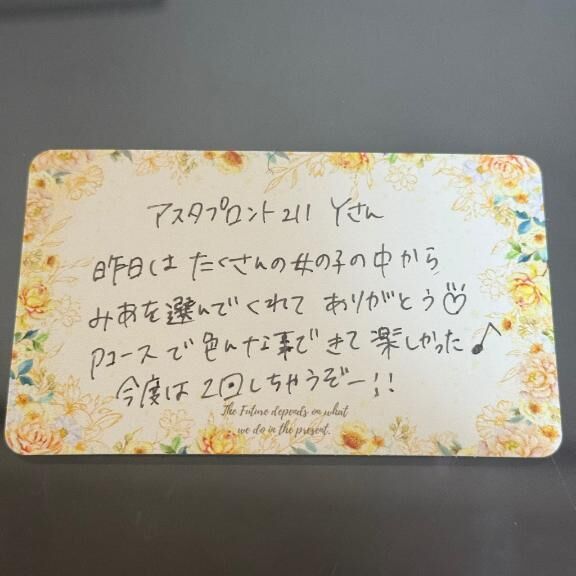 アスタプロント211 Yさん
昨日は たくさんの女の子の中から
みあを選んでくれて ありがとう♡
Pコースで色んな事できて楽しかった♪
今度は2回しちゃうぞー!!
The Future depends on what
we do in the present.